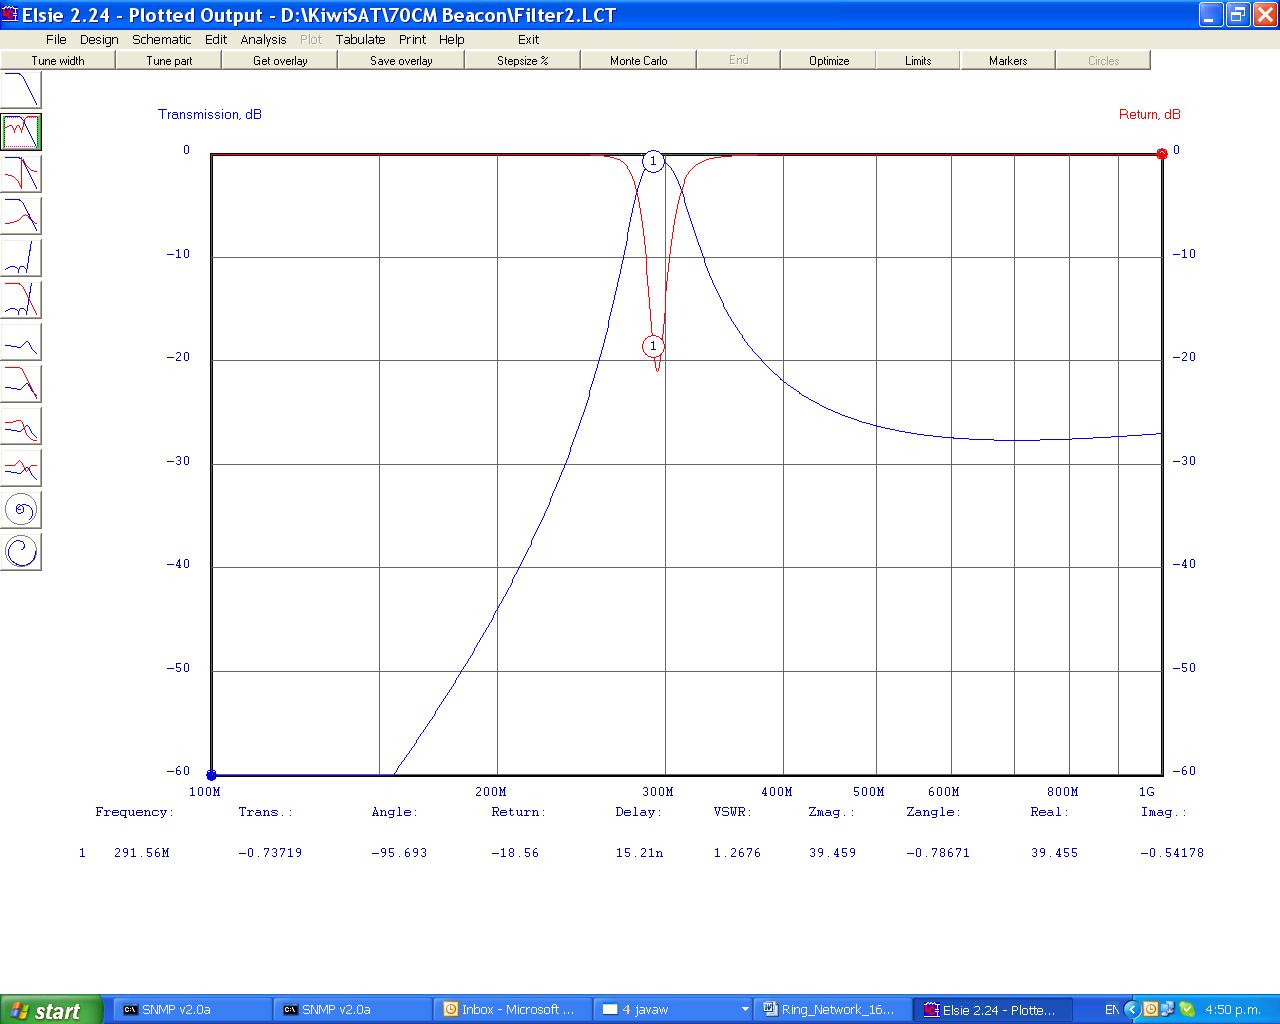 Elsie 2.24 - Plotted Output - D:\KiwiSAT\70CM Beacon\Filter2.LCT
File Design Schematic Edit Analysis Plot Tabulate Print Help Exit
Tune width Tune part Get overlay Save overlay Stepsize % Monte Carlo End Optimize Limits Markers Circles
Transmission, dB Return, dB
0 0
1
-10 -10
1
-20 -20
-30 -30
-40 -40
-50 -50
-60 -60
100M 200M 300M 400M 500M 600M 800M 1G
Frequency: Trans.: Angle: Return: Delay: VSWR: Zmag.: Zangle: Real: Imag.:
1 291.56M -0.73719 -95.693 -18.56 15.21n 1.2676 39.459 -0.78671 39.455 -0.54178
start SNMP v2.0a SNMP v2.0a Inbox - Microsoft ... 4 javaw Ring_Network_16... Elsie 2.24 - Plotte... EN 4:50 p.m.